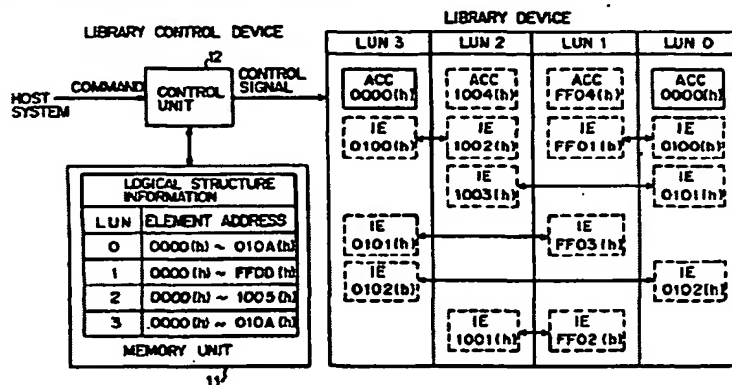 LIBRARY CONTROL DEVICE
12
HOST SYSTEM
COMMAND
CONTROL UNIT
CONTROL SIGNAL
LOGICAL STRUCTURE INFORMATION
LUN ELEMENT ADDRESS
0 0000(h) ~ 010A(h)
1 0000(h) ~ FFDD(h)
2 0000(h) ~ 1005(h)
3 0000(h) ~ 010A(h)
MEMORY UNIT
11
LIBRARY DEVICE
LUN 3 LUN 2 LUN 1 LUN 0
ACC ACC ACC ACC
0000(h) 1004(h) FF04(h) 0000(h)
IE IE IE IE
0100(h) 1002(h) FF01(h) 0100(h)
IE IE
1003(h) 0101(h)
IE IE
0101(h) FF03(h)
IE IE
0102(h) 0102(h)
IE IE
1001(h) FF02(h)